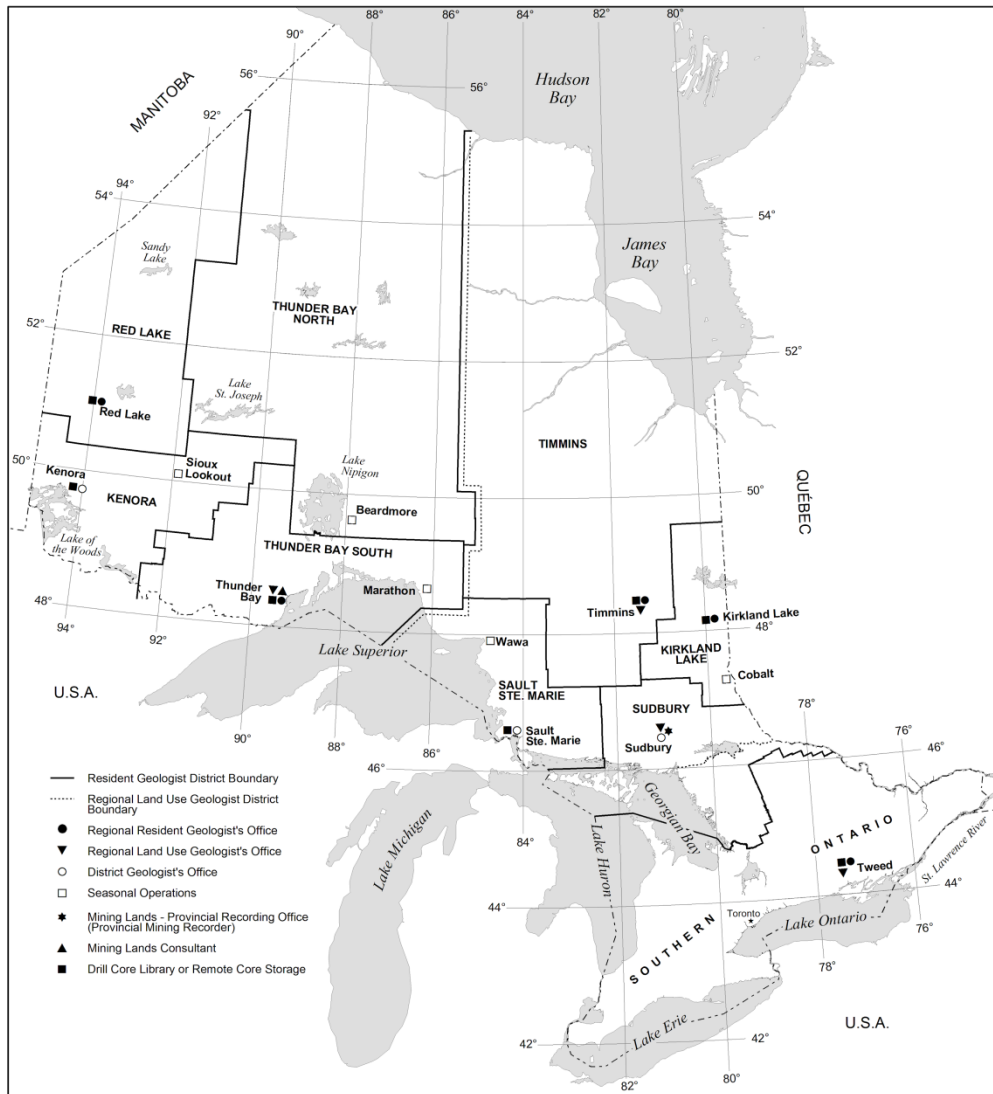 88°
86°
84°
82°
80°
90°
56°
56°
Hudson
Bay
MANITOBA
92°
94°
54°
54°
Sandy
Lake
James
Bay
THUNDER BAY
NORTH
52°
RED LAKE
52°
Lake
St. Joseph
Red Lake
TIMMINS
50°
Sioux
Lookout
Lake
Nipigon
50°
QUÉBEC
Kenora
KENORA
Beardmore
Lake of
the Woods
THUNDER BAY SOUTH
Thunder
Bay
Marathon
48°
94°
92°
Timmins
Kirkland Lake
48°
Wawa
KIRKLAND
LAKE
Lake Superior
Cobalt
U.S.A.
SAULT
STE. MARIE
SUDBURY
78°
76°
90°
88°
86°
Sault
Ste. Marie
Sudbury
46°
46°
Resident Geologist District Boundary
Regional Land Use Geologist District
Boundary
Regional Resident Geologist's Office
Regional Land Use Geologist's Office
District Geologist's Office
Seasonal Operations
Mining Lands - Provincial Recording Office
(Provincial Mining Recorder)
Mining Lands Consultant
Drill Core Library or Remote Core Storage
Lake Michigan
84°
Lake Huron
Georgian Bay
SOUTHERN ONTARIO
Tweed
St. Lawrence River
44°
44°
Toronto
Lake Ontario
76°
78°
Lake Erie
U.S.A.
42°
42°
82°
80°